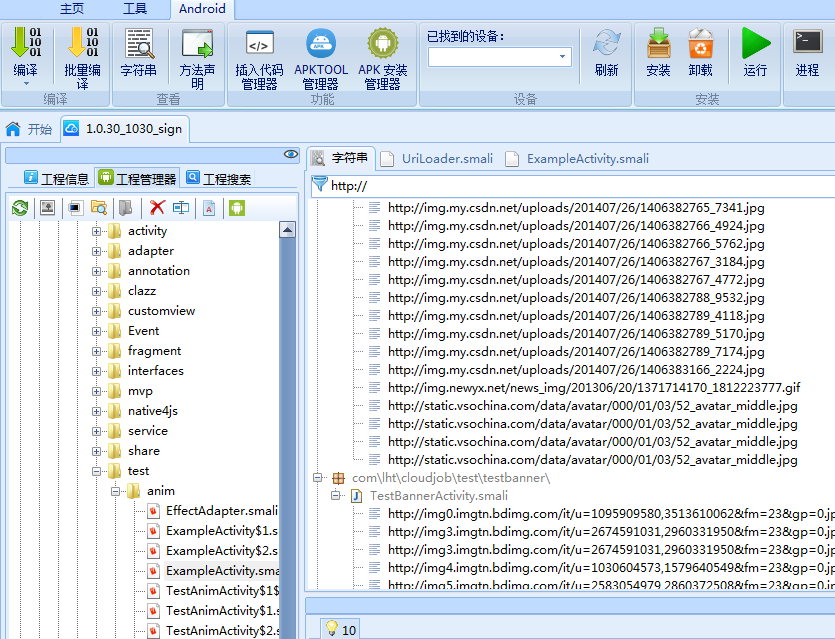 主页 工具 Android
编译 批量编译 字符串 方法声明 插入代码管理器 APKTOOL管理器 APK 安装管理器 已找到的设备: 刷新 安装 卸载 运行 进程
编译 查看 功能 设备 安装
开始 1.0.30_1030_sign
工程信息 工程管理器 工程搜索
activity
adapter
annotation
clazz
customview
Event
fragment
interfaces
mvp
native4js
service
share
test
anim
EffectAdapter.smali
ExampleActivity$1.s
ExampleActivity$2.s
ExampleActivity.sma
TestAnimActivity$1$
TestAnimActivity$1.s
TestAnimActivity$2.s
字符串 UriLoader.smali ExampleActivity.smali
http://
http://img.my.csdn.net/uploads/201407/26/1406382765_7341.jpg
http://img.my.csdn.net/uploads/201407/26/1406382766_4924.jpg
http://img.my.csdn.net/uploads/201407/26/1406382766_5762.jpg
http://img.my.csdn.net/uploads/201407/26/1406382767_3184.jpg
http://img.my.csdn.net/uploads/201407/26/1406382767_4772.jpg
http://img.my.csdn.net/uploads/201407/26/1406382788_9532.jpg
http://img.my.csdn.net/uploads/201407/26/1406382789_4118.jpg
http://img.my.csdn.net/uploads/201407/26/1406382789_5170.jpg
http://img.my.csdn.net/uploads/201407/26/1406382789_7174.jpg
http://img.my.csdn.net/uploads/201407/26/1406383166_2224.jpg
http://img.newyx.net/news_img/201306/20/1371714170_1812223777.gif
http://static.vsochina.com/data/avatar/000/01/03/52_avatar_middle.jpg
http://static.vsochina.com/data/avatar/000/01/03/52_avatar_middle.jpg
http://static.vsochina.com/data/avatar/000/01/03/52_avatar_middle.jpg
http://static.vsochina.com/data/avatar/000/01/03/52_avatar_middle.jpg
com\lht\cloudjob\test\testbanner\
TestBannerActivity.smali
http://img0.imgtn.bdimg.com/it/u=1095909580,3513610062&fm=23&gp=0.jp
http://img3.imgtn.bdimg.com/it/u=2674591031,2960331950&fm=23&gp=0.jp
http://img3.imgtn.bdimg.com/it/u=2674591031,2960331950&fm=23&gp=0.jp
http://img4.imgtn.bdimg.com/it/u=1030604573,1579640549&fm=23&gp=0.jp
http://img5.imgtn.bdimg.com/it/u=2583054979,2860372508&fm=23&gp=0.jp
10